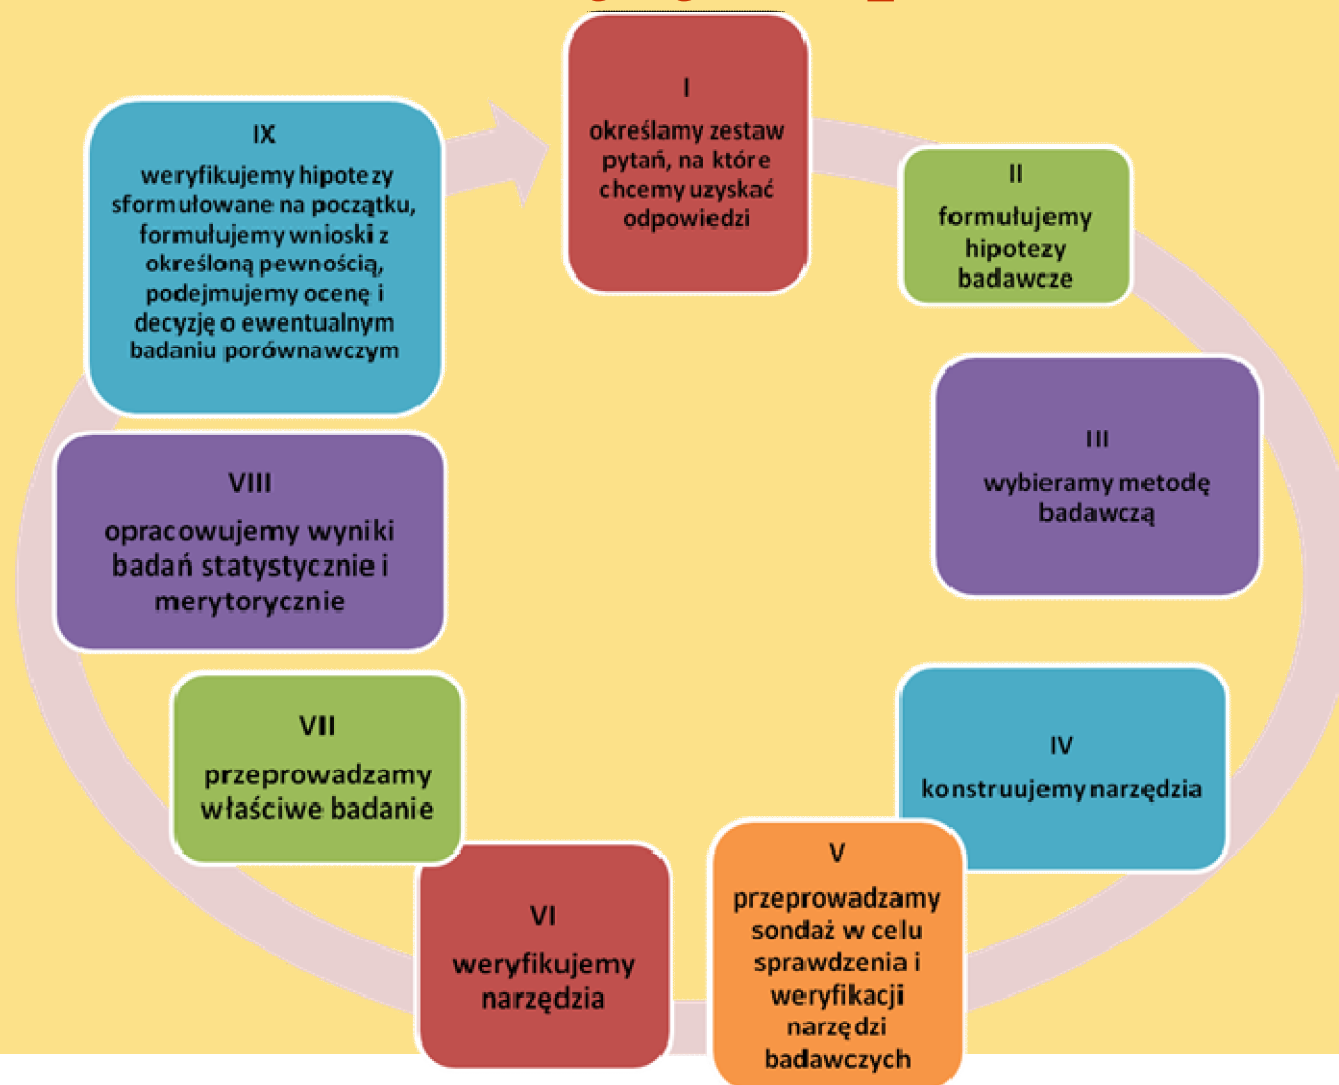 I
określamy zestaw
pytań, na które
chcemy uzyskać
odpowiedzi
II
formułujemy
hipotezy
badawcze
III
wybieramy metodę
badawczą
IV
konstruujemy narzędzia
V
przeprowadzamy
sondaż w celu
sprawdzenia i
weryfikacji
narzędzi
badawczych
VI
weryfikujemy
narzędzia
VII
przeprowadzamy
właściwe badanie
VIII
opracowujemy wyniki
badań statystycznie i
merytorycznie
IX
weryfikujemy hipotezy
sformułowane na początku,
formułujemy wnioski z
określoną pewnością,
podejmujemy ocenę i
decyzję o ewentualnym
badaniu porównawczym